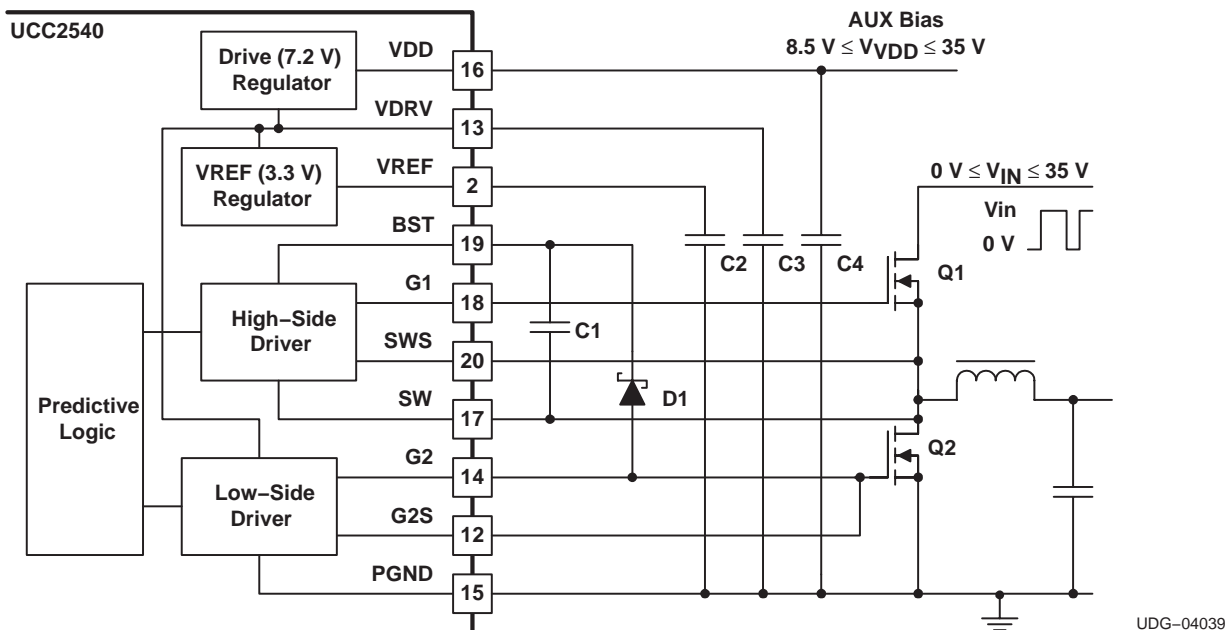 UCC2540
AUX Bias
8.5 V ≤ VVDD ≤ 35 V
Drive (7.2 V)
Regulator
VDD
16
VDRV
13
VREF (3.3 V)
Regulator
VREF
2
0 V ≤ VIN ≤ 35 V
Vin
0 V
BST
19
C2
C3
C4
Q1
G1
18
High–Side
Driver
C1
SWS
20
Predictive
Logic
D1
SW
17
Q2
G2
14
Low–Side
Driver
G2S
12
PGND
15
UDG–04039